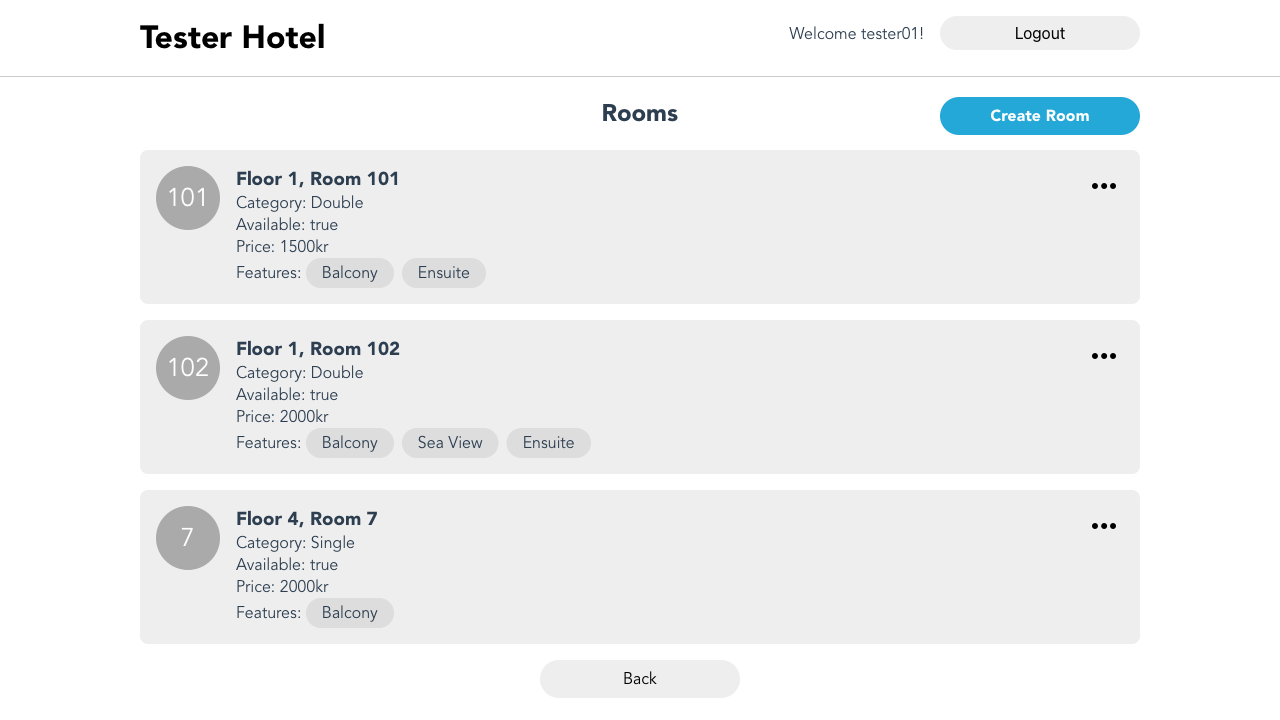 Tester Hotel
Welcome tester01!
Logout
Rooms
Create Room
101
Floor 1, Room 101
Category: Double
Available: true
Price: 1500kr
Features: Balcony Ensuite
102
Floor 1, Room 102
Category: Double
Available: true
Price: 2000kr
Features: Balcony Sea View Ensuite
7
Floor 4, Room 7
Category: Single
Available: true
Price: 2000kr
Features: Balcony
Back